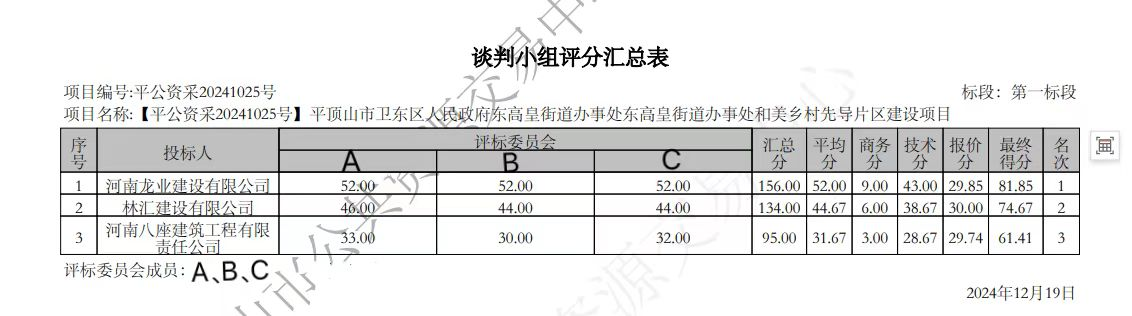 谈判小组评分汇总表
项目编号:平公资采20241025号 标段：第一标段
项目名称:【平公资采20241025号】平顶山市卫东区人民政府东高皇街道办事处东高皇街道办事处和美乡村先导片区建设项目
序号 投标人 评标委员会 汇总分 平均分 商务分 技术分 报价分 最终得分 名次
A B C
1 河南龙业建设有限公司 52.00 52.00 52.00 156.00 52.00 9.00 43.00 29.85 81.85 1
2 林汇建设有限公司 46.00 44.00 44.00 134.00 44.67 6.00 38.67 30.00 74.67 2
3 河南八座建筑工程有限责任公司 33.00 30.00 32.00 95.00 31.67 3.00 28.67 29.74 61.41 3
评标委员会成员: A、B、C
2024年12月19日